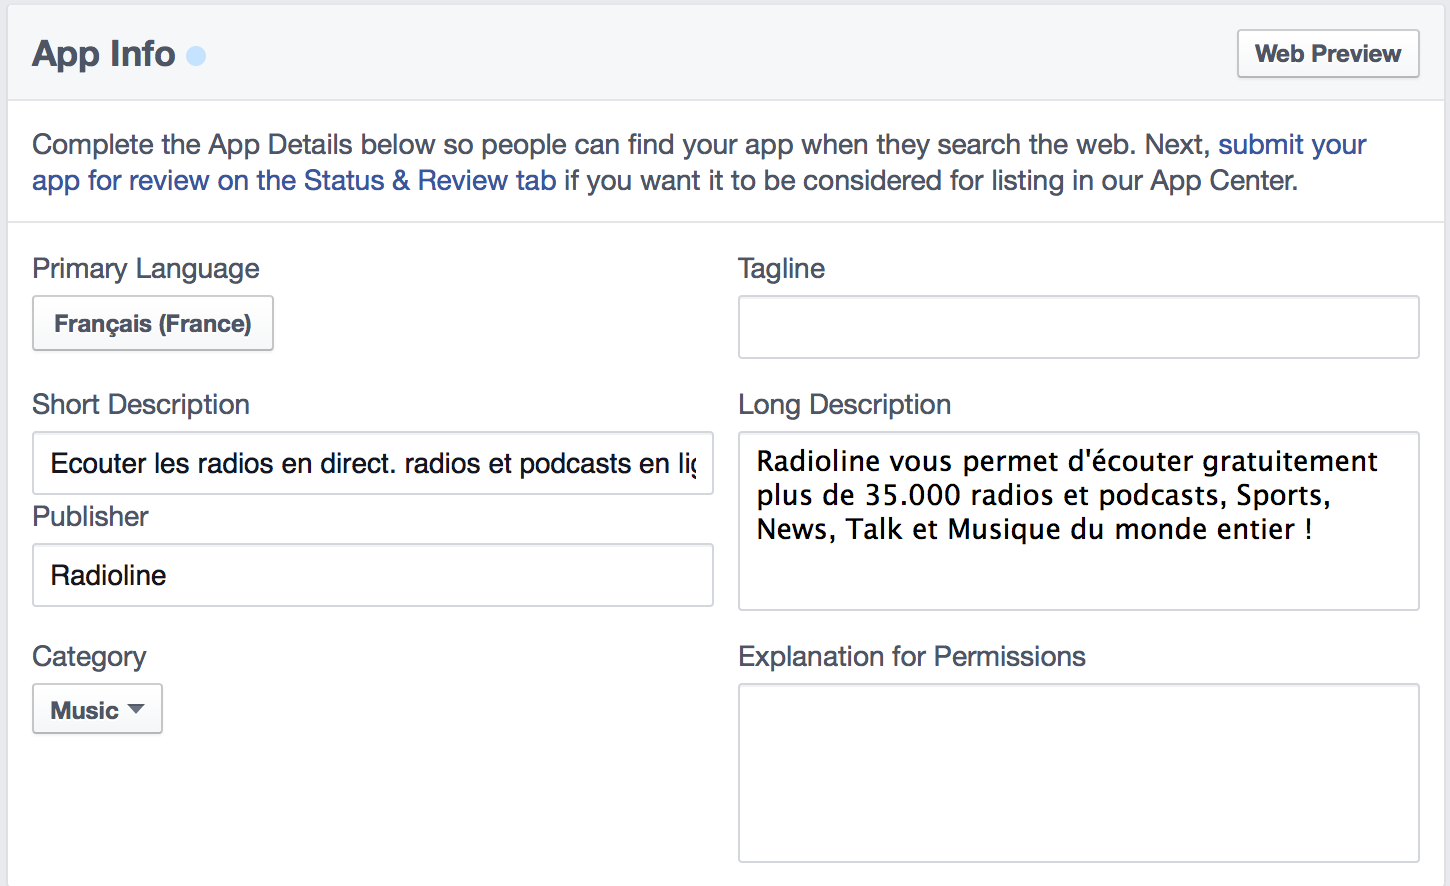 App Info
Web Preview
Complete the App Details below so people can find your app when they search the web. Next, submit your
app for review on the Status & Review tab if you want it to be considered for listing in our App Center.
Primary Language
Tagline
Français (France)
Short Description
Long Description
Ecouter les radios en direct. radios et podcasts en
Radioline vous permet d'écouter gratuitement
plus de 35.000 radios et podcasts, Sports,
News, Talk et Musique du monde entier !
Publisher
Radioline
Category
Explanation for Permissions
Music